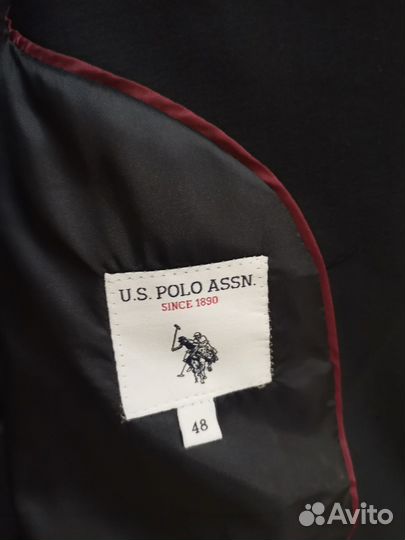 U.S. POLO ASSN.
SINCE 1890
48
Avito